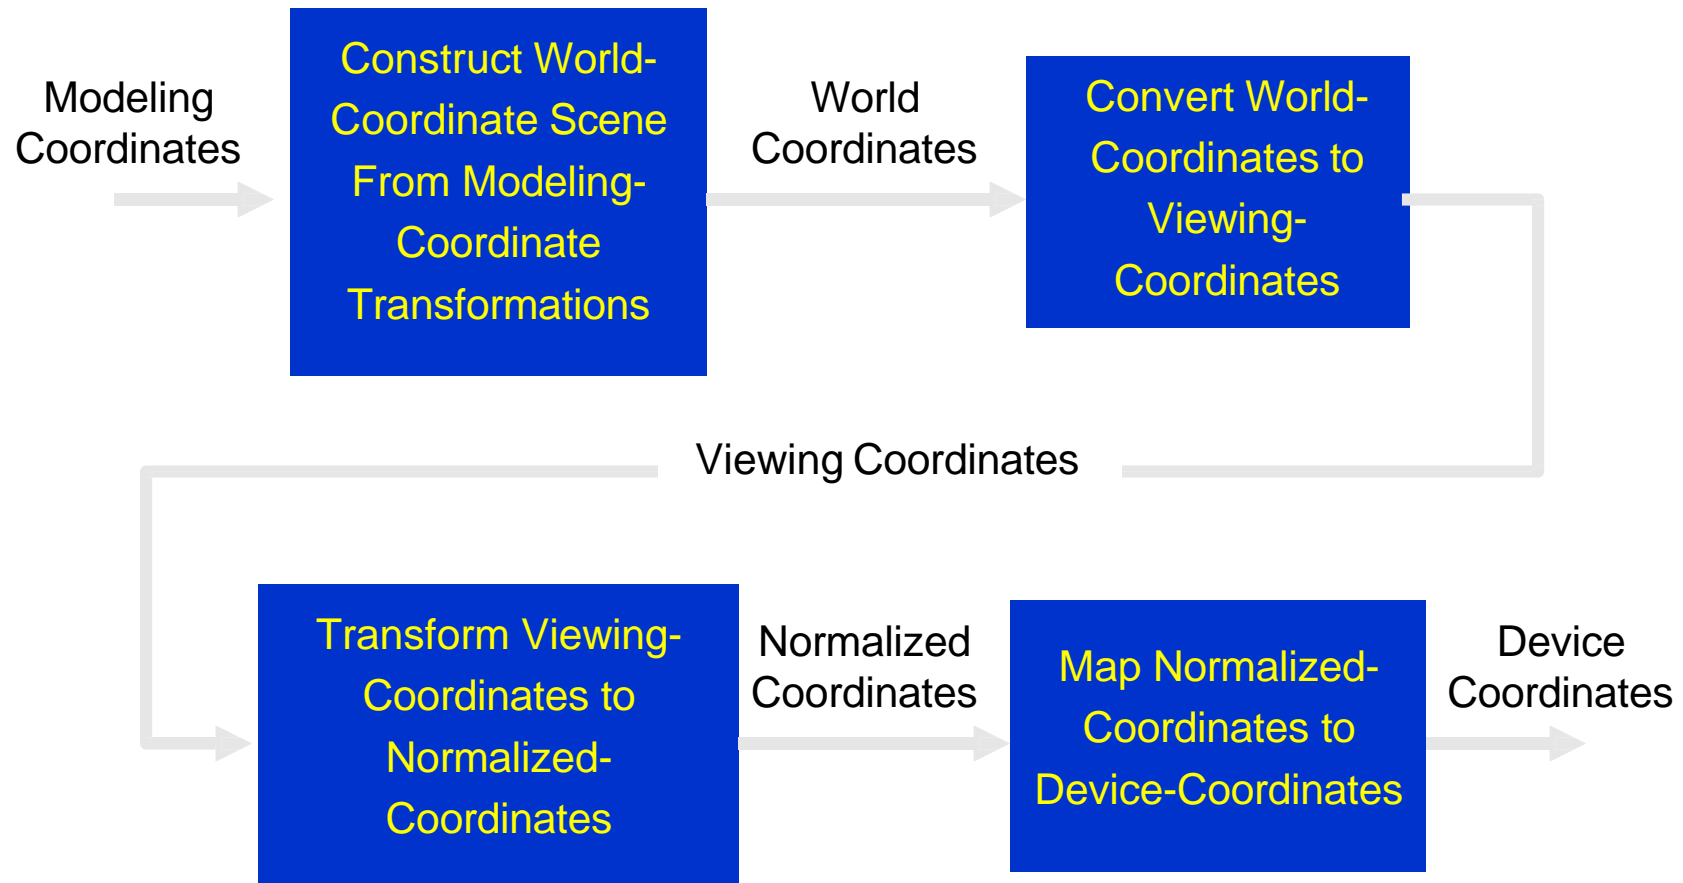 Modeling
Coordinates
Construct World-
Coordinate Scene
From Modeling-
Coordinate
Transformations
World
Coordinates
Convert World-
Coordinates to
Viewing-
Coordinates
Viewing Coordinates
Transform Viewing-
Coordinates to
Normalized-
Coordinates
Normalized
Coordinates
Map Normalized-
Coordinates to
Device-Coordinates
Device
Coordinates